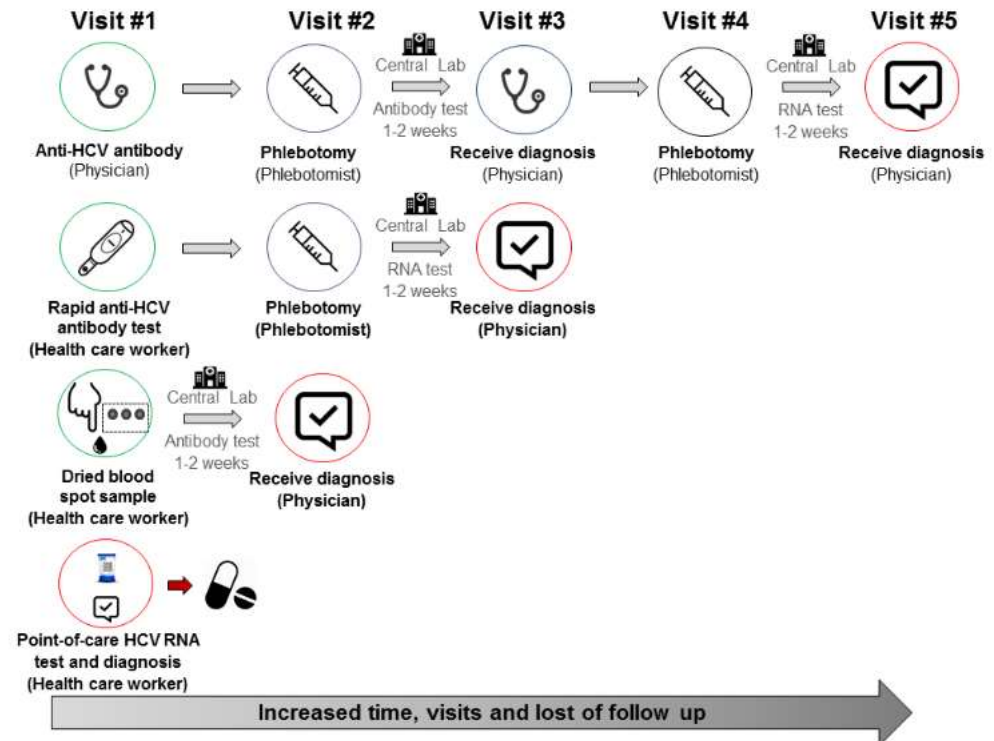 Visit #1
Visit #2
Visit #3
Visit #4
Visit #5
Central Lab
Antibody test
1-2 weeks
Central Lab
RNA test
1-2 weeks
Anti-HCV antibody
(Physician)
Phlebotomy
(Phlebotomist)
Receive diagnosis
(Physician)
Phlebotomy
(Phlebotomist)
Receive diagnosis
(Physician)
Central Lab
RNA test
1-2 weeks
Rapid anti-HCV
antibody test
(Health care worker)
Phlebotomy
(Phlebotomist)
Receive diagnosis
(Physician)
Central Lab
Antibody test
1-2 weeks
Dried blood
spot sample
(Health care worker)
Receive diagnosis
(Physician)
Point-of-care HCV RNA
test and diagnosis
(Health care worker)
Increased time, visits and lost of follow up